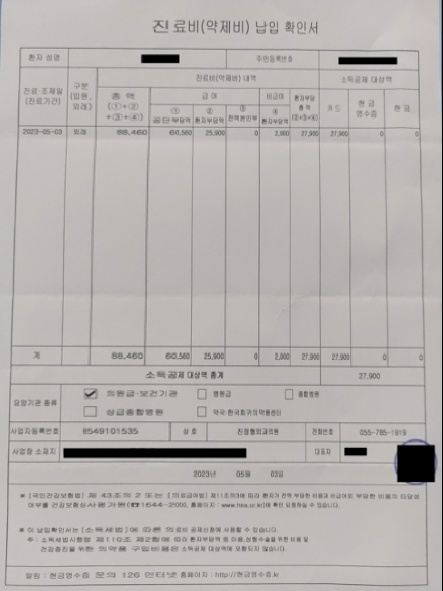 진료비(약제비) 납입 확인서
환자 성명
주민등록번호
진료·조제일
(진료기간)
구분
(입원,
외래)
진료비(약제비) 내역
소득공제 대상액
총 액
(①+②
+③+④)
급 여
비급여
환자부담
총 액
(②+③+④)
카 드
현 금
영수증
현 금
①
공단부담액
②
환자부담액
③
전액본인부담
④
환자부담액
2023-05-03 외래 88,460 60,560 25,900 0 2,000 27,900 27,900 0 0
계 88,460 60,560 25,900 0 2,000 27,900 27,900 0 0
소득공제 대상액 총계 27,900
요양기관 종류
의원급·보건기관 병원급 종합병원
상급종합병원 약국·한국희귀의약품센터
사업자등록번호 8549101535 상 호 진정형외과의원 전화번호 055-785-1919
사업장 소재지 대표자
2023년 05월 03일
* [국민건강보험법] 제 43조의 2 또는 [의료급여법] 제11조의3에 따라 환자가 전액 부담한 비용과 비급여로 부담한 비용의 타당성
여부를 건강보험심사평가원(☎1644-2000, 홈페이지 : www.hira.or.kr)에 확인 요청하실 수 있습니다.
* 이 납입확인서는 [소득세법]에 따른 의료비 공제신청에 사용할 수 있습니다.
주 : 소득세법시행령 제110조 제2항에 따라 미용·성형수술을 위한 비용 및
건강증진을 위한 의약품 구입비용은 소득공제 대상액에 포함되지 않습니다.
알림 : 현금영수증 문의 126 인터넷 홈페이지 : http://현금영수증.kr